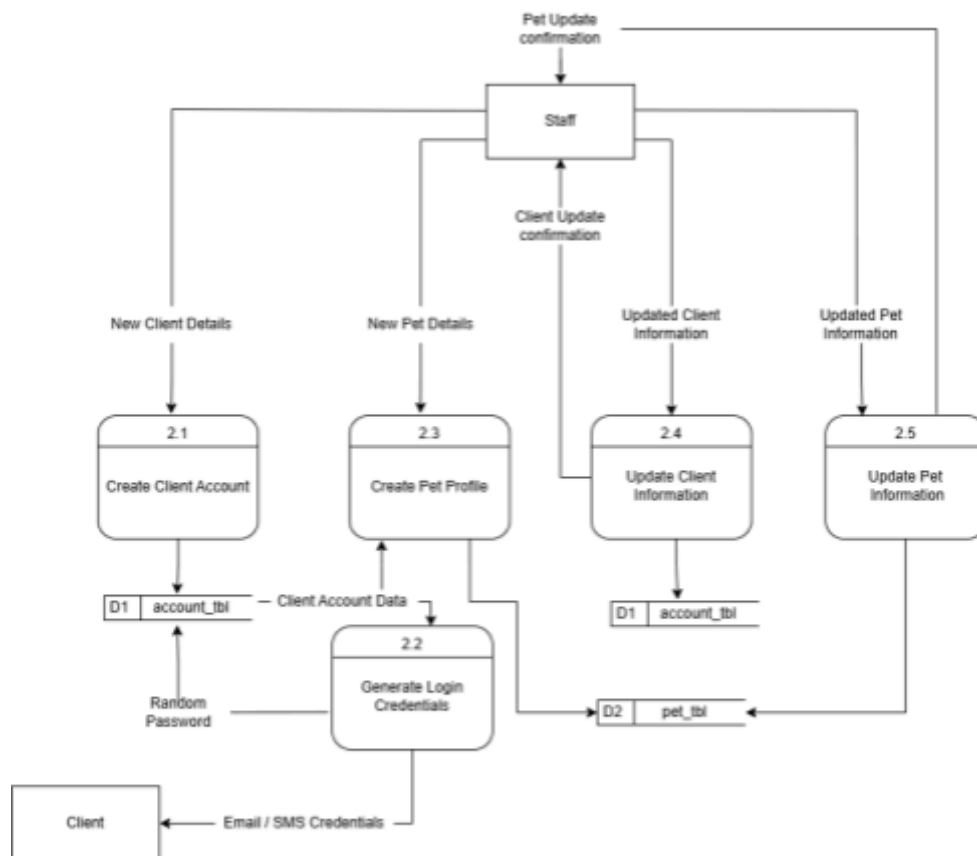 Pet Update
confirmation
Staff
Client Update
confirmation
New Client Details
New Pet Details
Updated Client
Information
Updated Pet
Information
2.1
Create Client Account
2.3
Create Pet Profile
2.4
Update Client
Information
2.5
Update Pet
Information
D1 account_tbl
Client Account Data
D1 account_tbl
2.2
Generate Login
Credentials
Random
Password
D2 pet_tbl
Client
Email / SMS Credentials